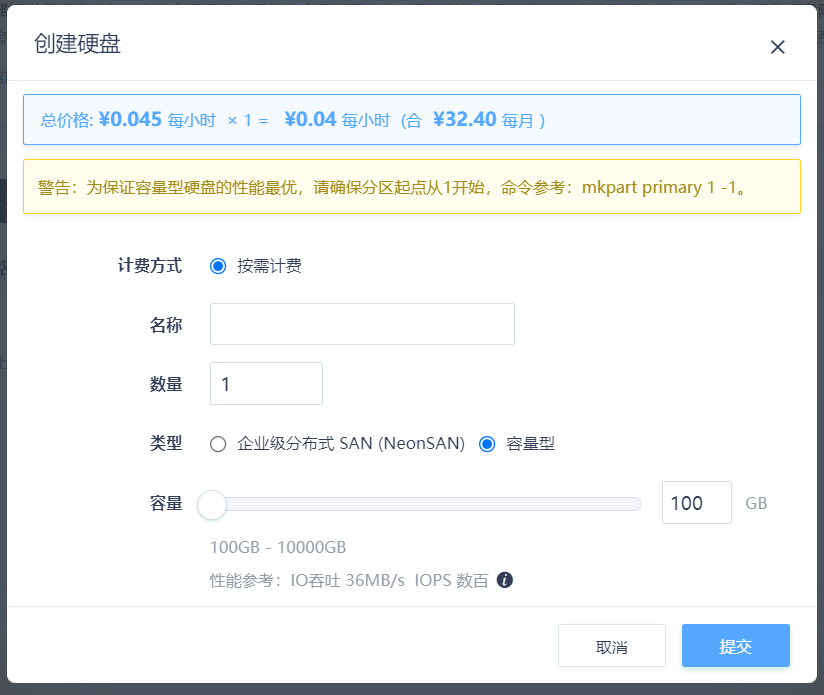 创建硬盘
总价格: ¥0.045 每小时 × 1 = ¥0.04 每小时 (合 ¥32.40 每月 )
警告：为保证容量型硬盘的性能最优，请确保分区起点从1开始，命令参考：mkpart primary 1 -1。
计费方式 按需计费
名称
数量 1
类型 企业级分布式 SAN (NeonSAN) 容量型
容量 100 GB
100GB - 10000GB
性能参考：IO吞吐 36MB/s IOPS 数百
取消 提交